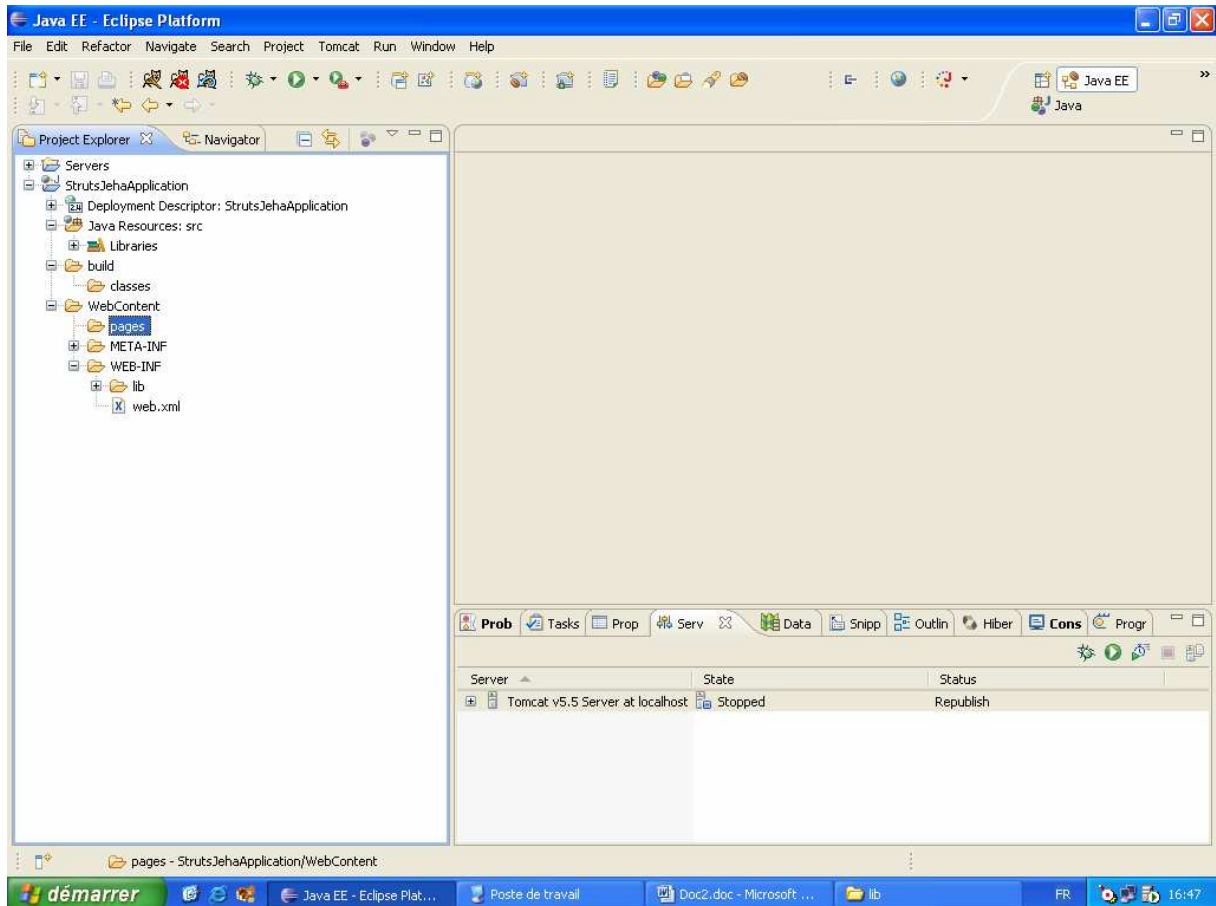 Java EE - Eclipse Platform
File Edit Refactor Navigate Search Project Tomcat Run Window Help
Java EE
»
Java
Project Explorer Navigator
Servers
StrutsJehaApplication
Deployment Descriptor: StrutsJehaApplication
Java Resources: src
Libraries
build
classes
WebContent
pages
META-INF
WEB-INF
lib
web.xml
Prob Tasks Prop Serv Data Snipp Outlin Hiber Cons Progr
Server State Status
Tomcat v5.5 Server at localhost Stopped Republish
pages - StrutsJehaApplication/WebContent
démarrer Java EE - Eclipse Plat... Poste de travail Doc2.doc - Microsoft ... lib FR 16:47